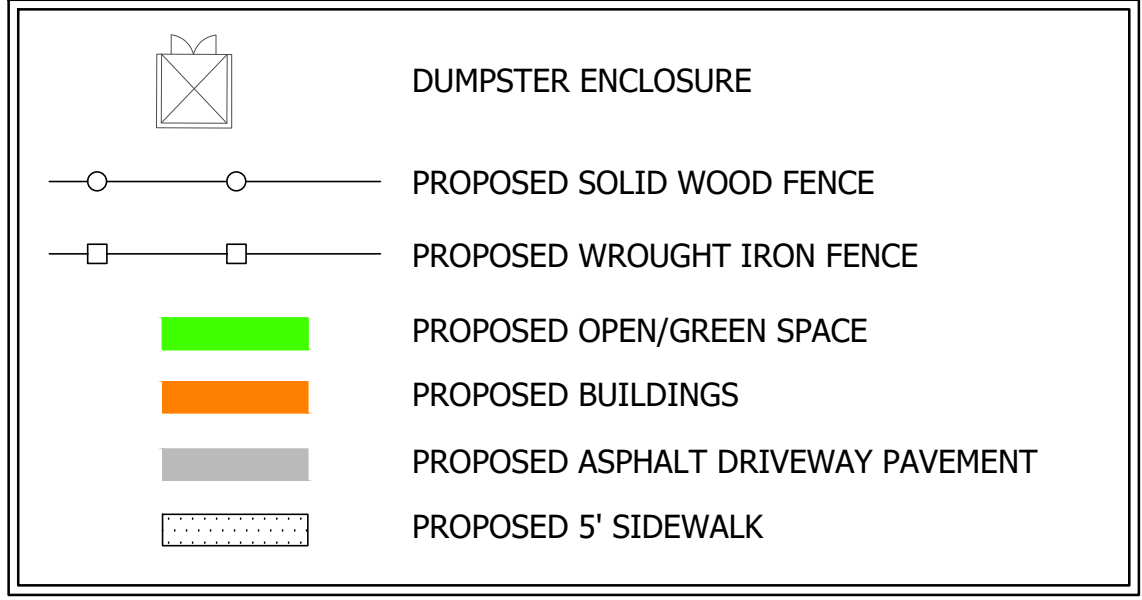 DUMPSTER ENCLOSURE
PROPOSED SOLID WOOD FENCE
PROPOSED WROUGHT IRON FENCE
PROPOSED OPEN/GREEN SPACE
PROPOSED BUILDINGS
PROPOSED ASPHALT DRIVEWAY PAVEMENT
PROPOSED 5' SIDEWALK